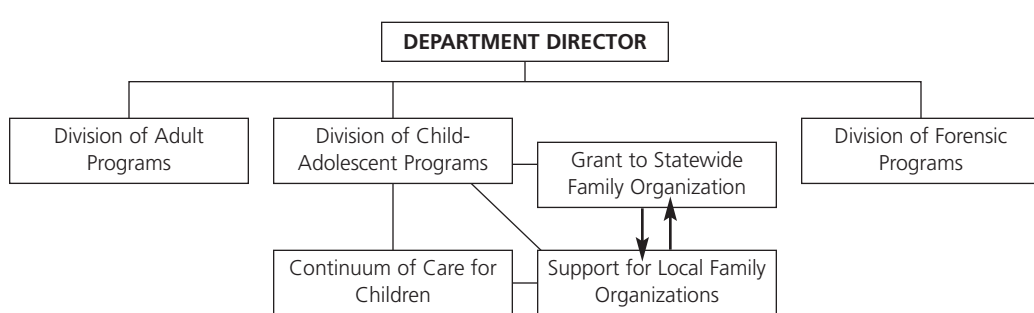 DEPARTMENT DIRECTOR
Division of Adult
Programs
Division of Child-
Adolescent Programs
Grant to Statewide
Family Organization
Division of Forensic
Programs
Continuum of Care for
Children
Support for Local Family
Organizations